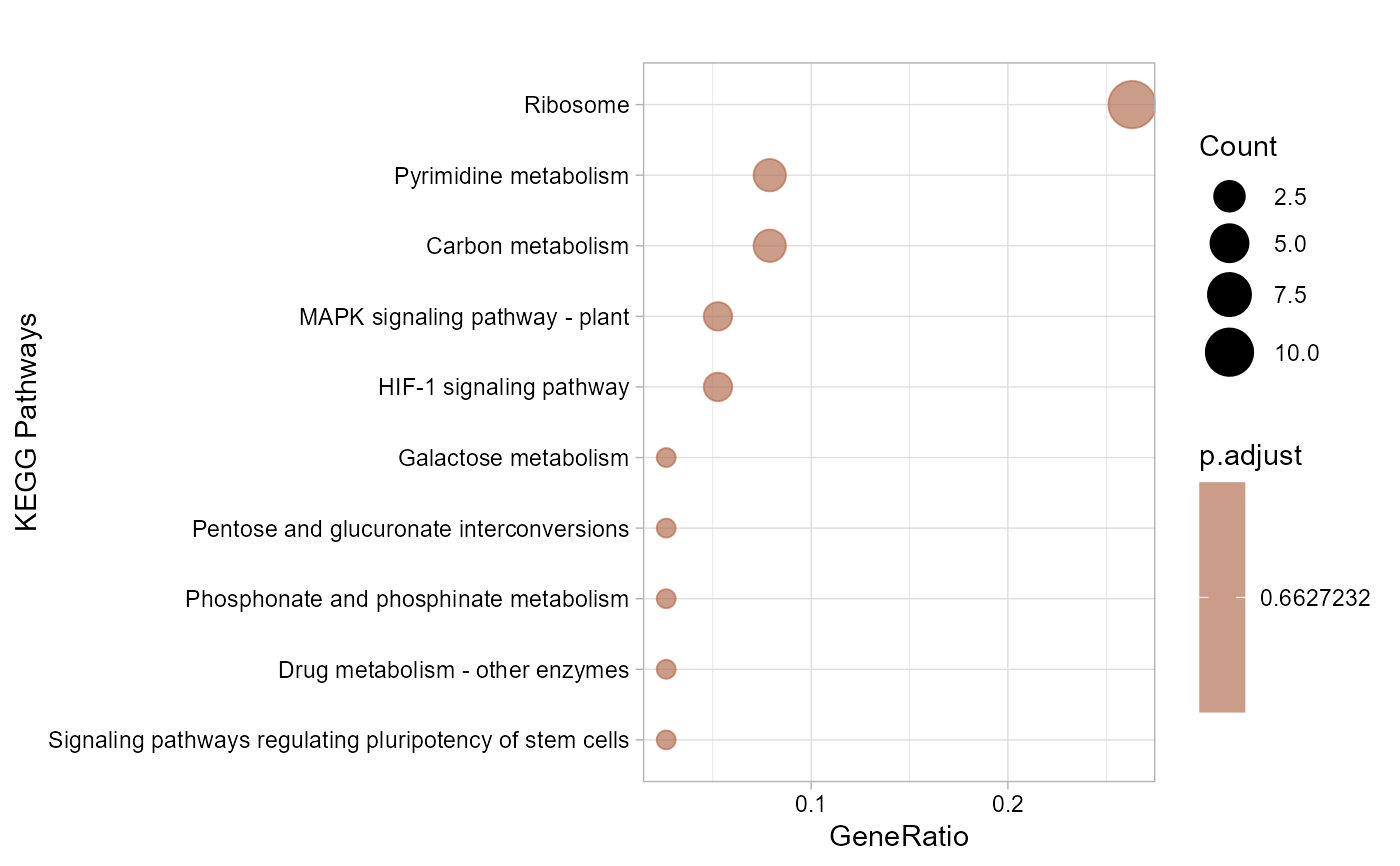 Ribosome
Pyrimidine metabolism
Carbon metabolism
MAPK signaling pathway - plant
HIF-1 signaling pathway
Galactose metabolism
Pentose and glucuronate interconversions
Phosphonate and phosphinate metabolism
Drug metabolism - other enzymes
Signaling pathways regulating pluripotency of stem cells
KEGG Pathways
0.1
0.2
GeneRatio
Count
2.5
5.0
7.5
10.0
p.adjust
0.6627232